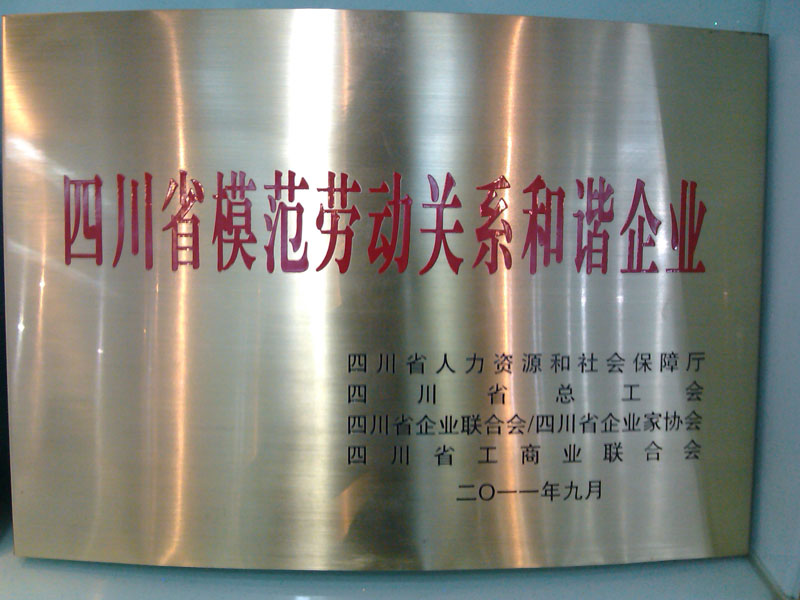 四川省模范劳动关系和谐企业
四川省人力资源和社会保障厅
四川省总工会
四川省企业联合会/四川省企业家协会
四川省工商业联合会
二〇一一年九月